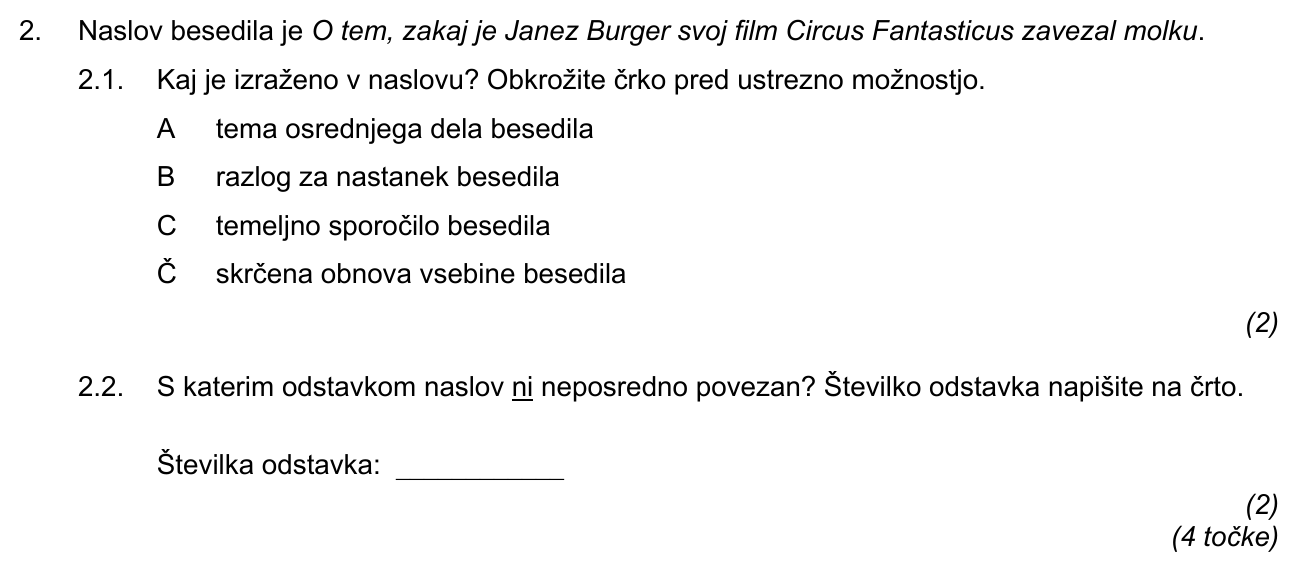 2. Naslov besedila je O tem, zakaj je Janez Burger svoj film Circus Fantasticus zavezal molku.
2.1. Kaj je izraženo v naslovu? Obkrožite črko pred ustrezno možnostjo.
A tema osrednjega dela besedila
B razlog za nastanek besedila
C temeljno sporočilo besedila
Č skrčena obnova vsebine besedila
(2)
2.2. S katerim odstavkom naslov ni neposredno povezan? Številko odstavka napišite na črto.
Številka odstavka: ___________
(2)
(4 točke)